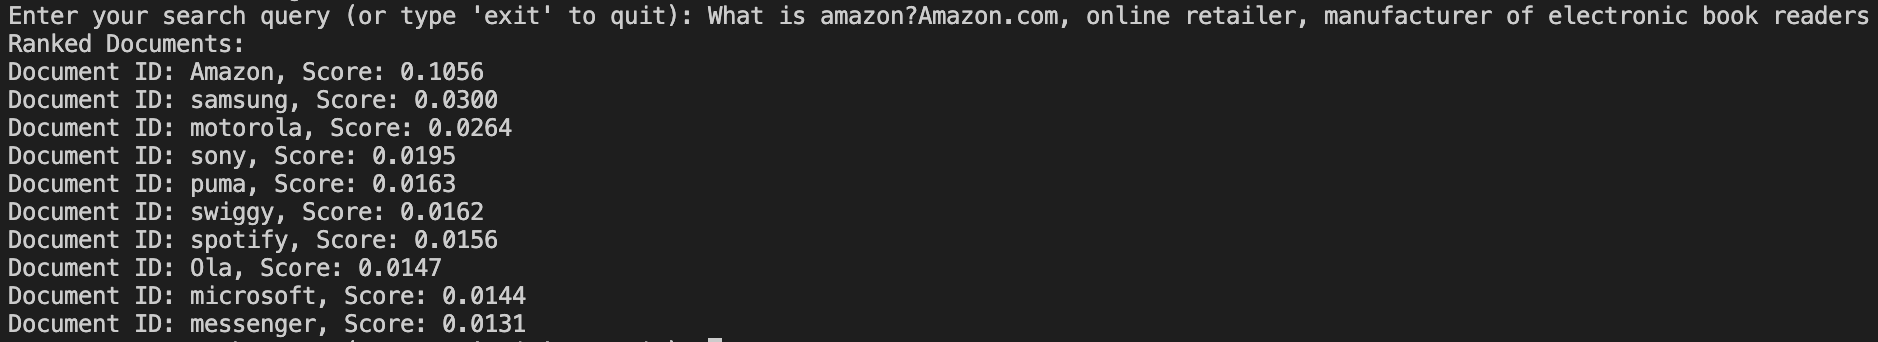 Enter your search query (or type 'exit' to quit): What is amazon?Amazon.com, online retailer, manufacturer of electronic book readers
Ranked Documents:
Document ID: Amazon, Score: 0.1056
Document ID: samsung, Score: 0.0300
Document ID: motorola, Score: 0.0264
Document ID: sony, Score: 0.0195
Document ID: puma, Score: 0.0163
Document ID: swiggy, Score: 0.0162
Document ID: spotify, Score: 0.0156
Document ID: Ola, Score: 0.0147
Document ID: microsoft, Score: 0.0144
Document ID: messenger, Score: 0.0131